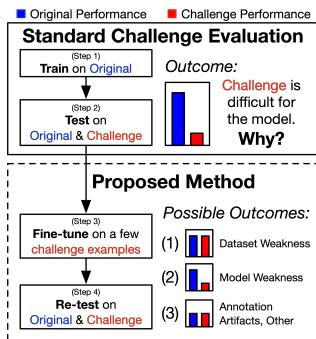 Original Performance
Challenge Performance
Standard Challenge Evaluation
(Step 1)
Train on Original
(Step 2)
Test on
Original & Challenge
Outcome:
Challenge is
difficult for
the model.
Why?
Proposed Method
(Step 3)
Fine-tune on a few
challenge examples
(Step 4)
Re-test on
Original & Challenge
Possible Outcomes:
(1) Dataset Weakness
(2) Model Weakness
(3) Annotation
Artifacts, Other